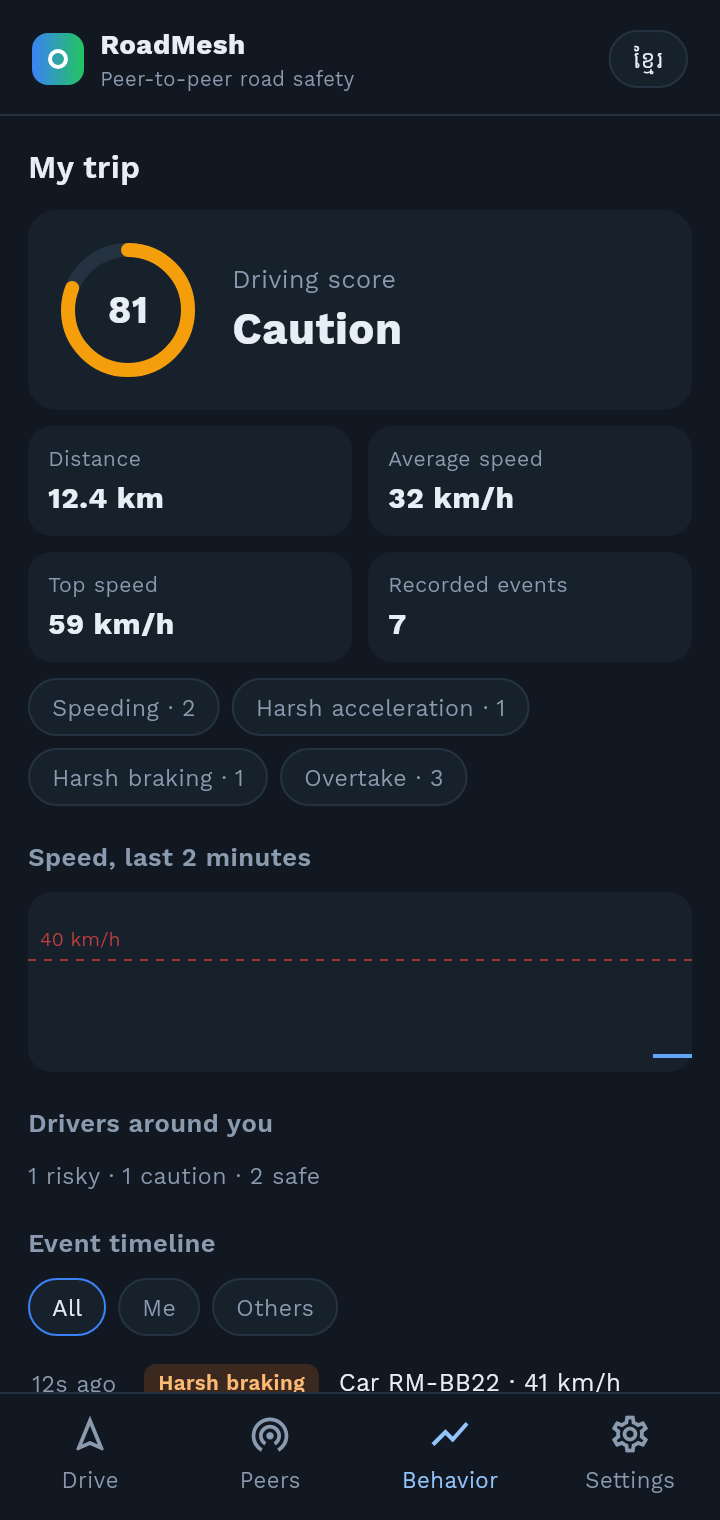 RoadMesh
Peer-to-peer road safety
ខ្មែរ
My trip
81
Driving score
Caution
Distance
12.4 km
Average speed
32 km/h
Top speed
59 km/h
Recorded events
7
Speeding · 2
Harsh acceleration · 1
Harsh braking · 1
Overtake · 3
Speed, last 2 minutes
40 km/h
Drivers around you
1 risky · 1 caution · 2 safe
Event timeline
All
Me
Others
12s ago
Harsh braking
Car RM-BB22 · 41 km/h
Drive
Peers
Behavior
Settings